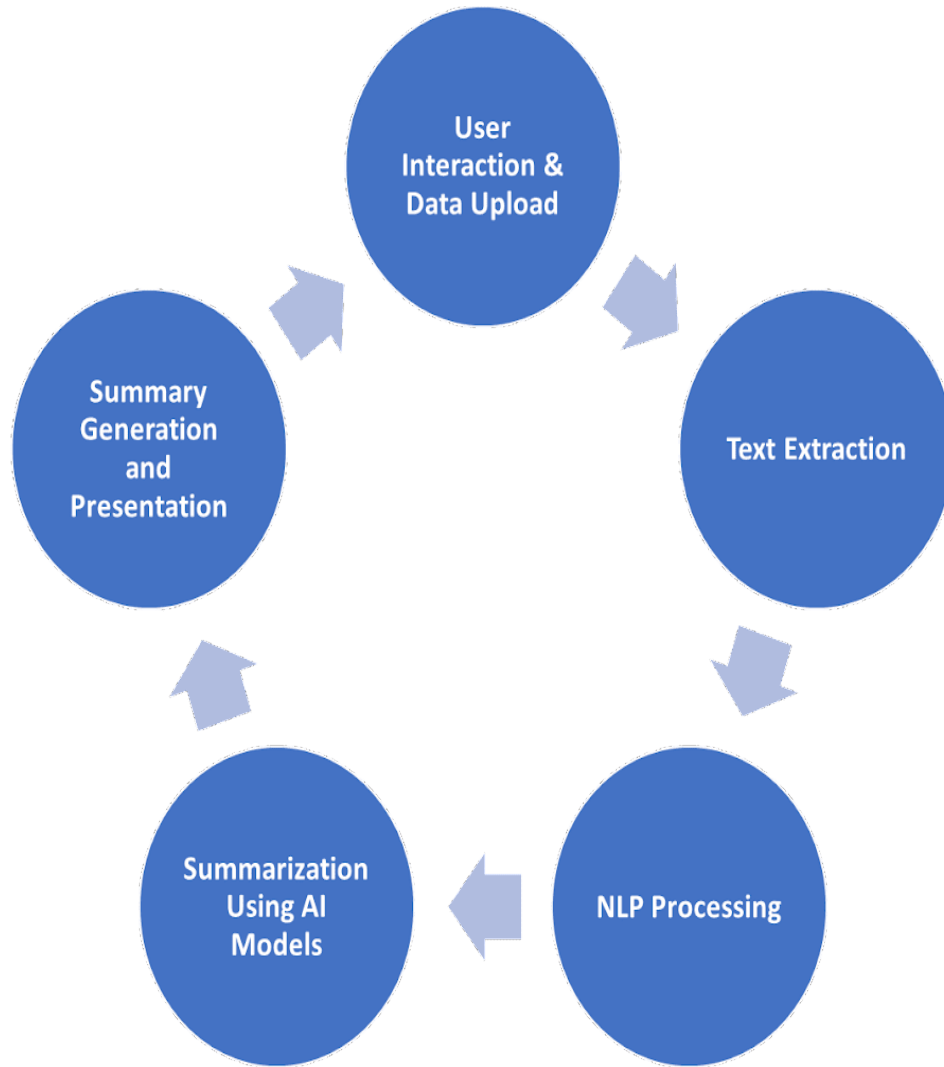 User
Interaction &
Data Upload
Text Extraction
NLP Processing
Summarization
Using AI
Models
Summary
Generation
and
Presentation